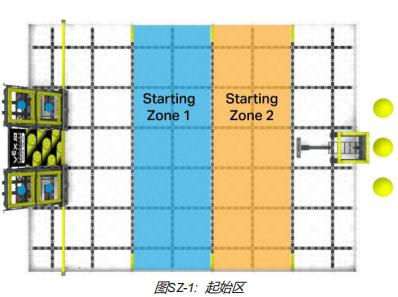 Starting
Zone 1
Starting
Zone 2
图SZ-1: 起始区